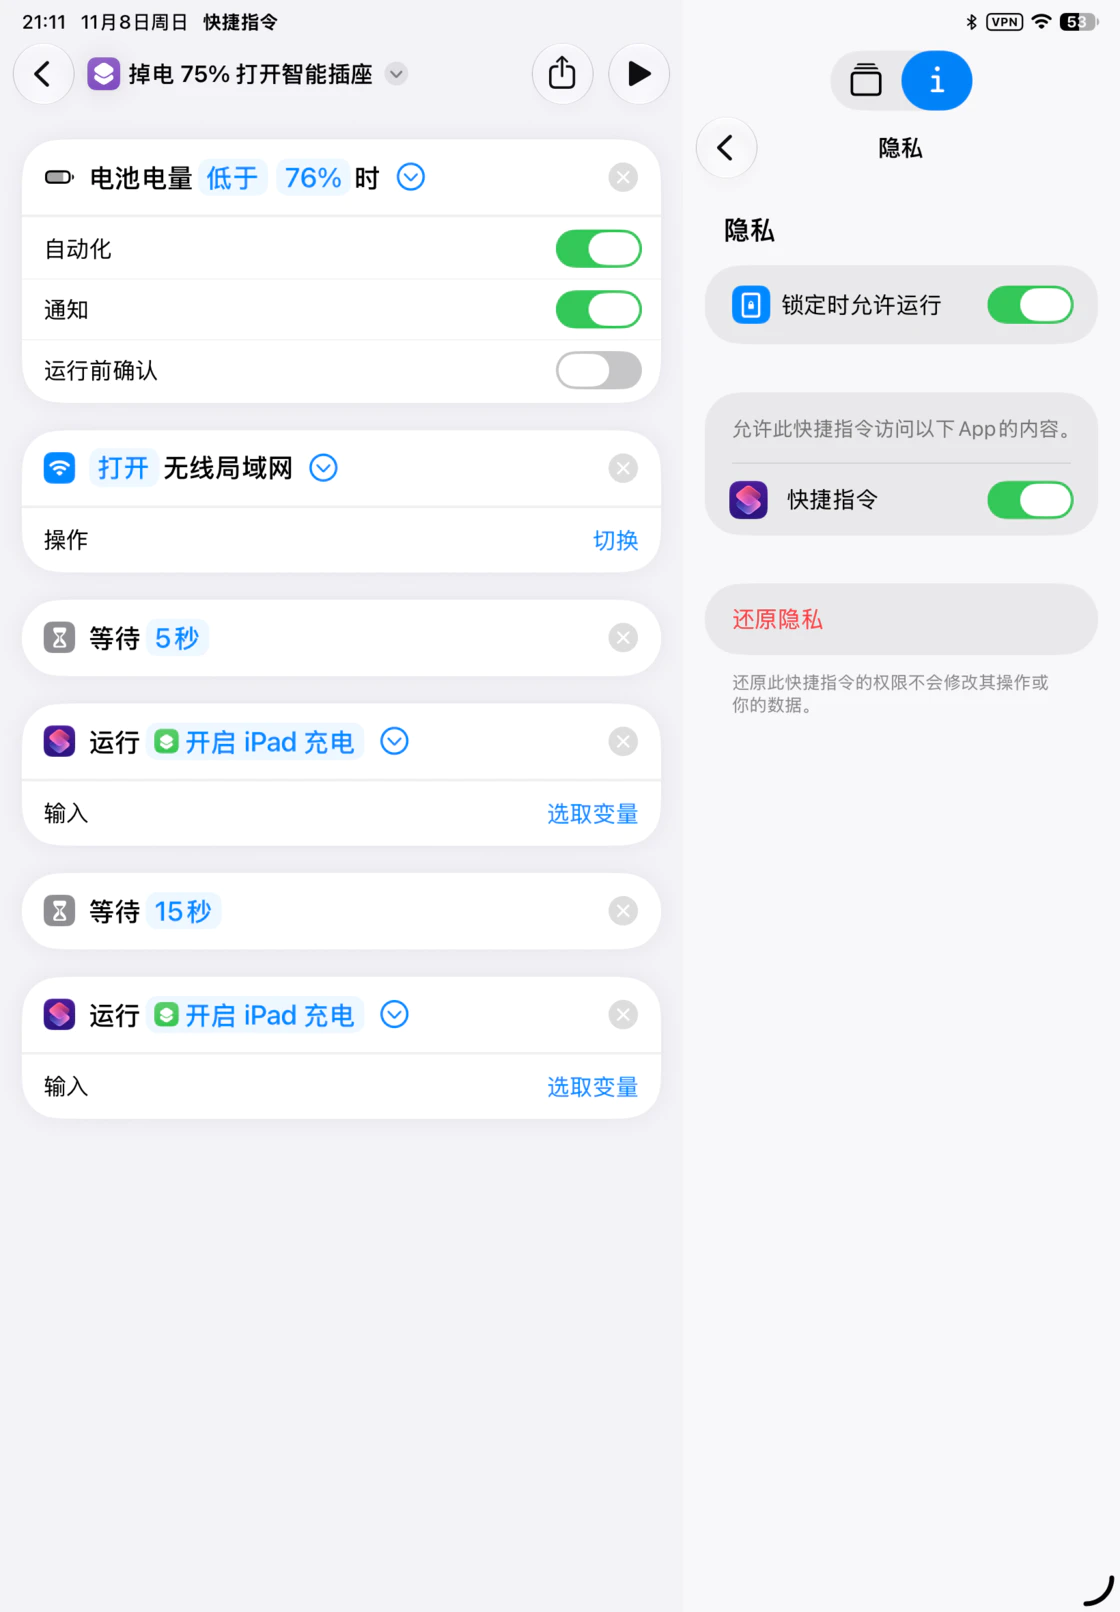 21:11 11月8日周日 快捷指令
VPN 53
掉电 75% 打开智能插座
电池电量 低于 76% 时
自动化
通知
运行前确认
打开 无线局域网
操作 切换
等待 5秒
运行 开启 iPad 充电
输入 选取变量
等待 15秒
运行 开启 iPad 充电
输入 选取变量
隐私
隐私
锁定时允许运行
允许此快捷指令访问以下 App的内容。
快捷指令
还原隐私
还原此快捷指令的权限不会修改其操作或
你的数据。